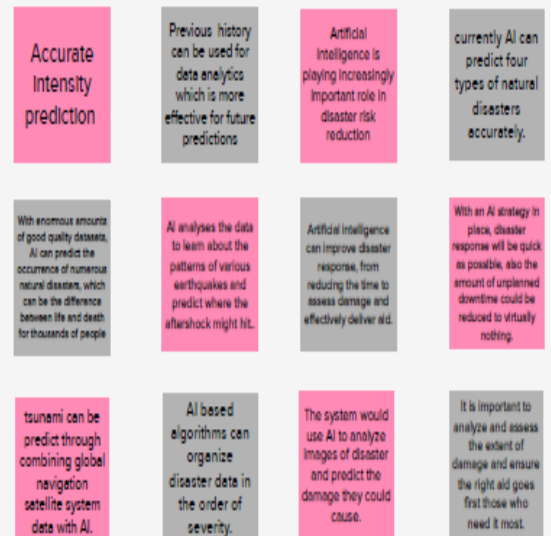 Accurate
Intensity
prediction
Previous history
can be used for
data analytics
which is more
effective for future
predictions
Artificial
Intelligence is
playing increasingly
important role in
disaster risk
reduction
currently AI can
predict four
types of natural
disasters
accurately.
With enormous amounts
of good quality datasets,
AI can predict the
occurrence of numerous
natural disasters, which
can be the difference
between life and death
for thousands of people
AI analyses the data
to learn about the
patterns of various
earthquakes and
predict where the
aftershock might hit.
Artificial intelligence
can improve disaster
response, from
reducing the time to
assess damage and
effectively deliver aid.
With an AI strategy in
place, disaster
response will be quick
as possible, also the
amount of unplanned
downtime could be
reduced to virtually
nothing.
tsunami can be
predict through
combining global
navigation
satellite system
data with AI.
AI based
algorithms can
organize
disaster data in
the order of
severity.
The system would
use AI to analyze
images of disaster
and predict the
damage they could
cause.
It is important to
analyze and assess
the extent of
damage and ensure
the right aid goes
first those who
need it most.